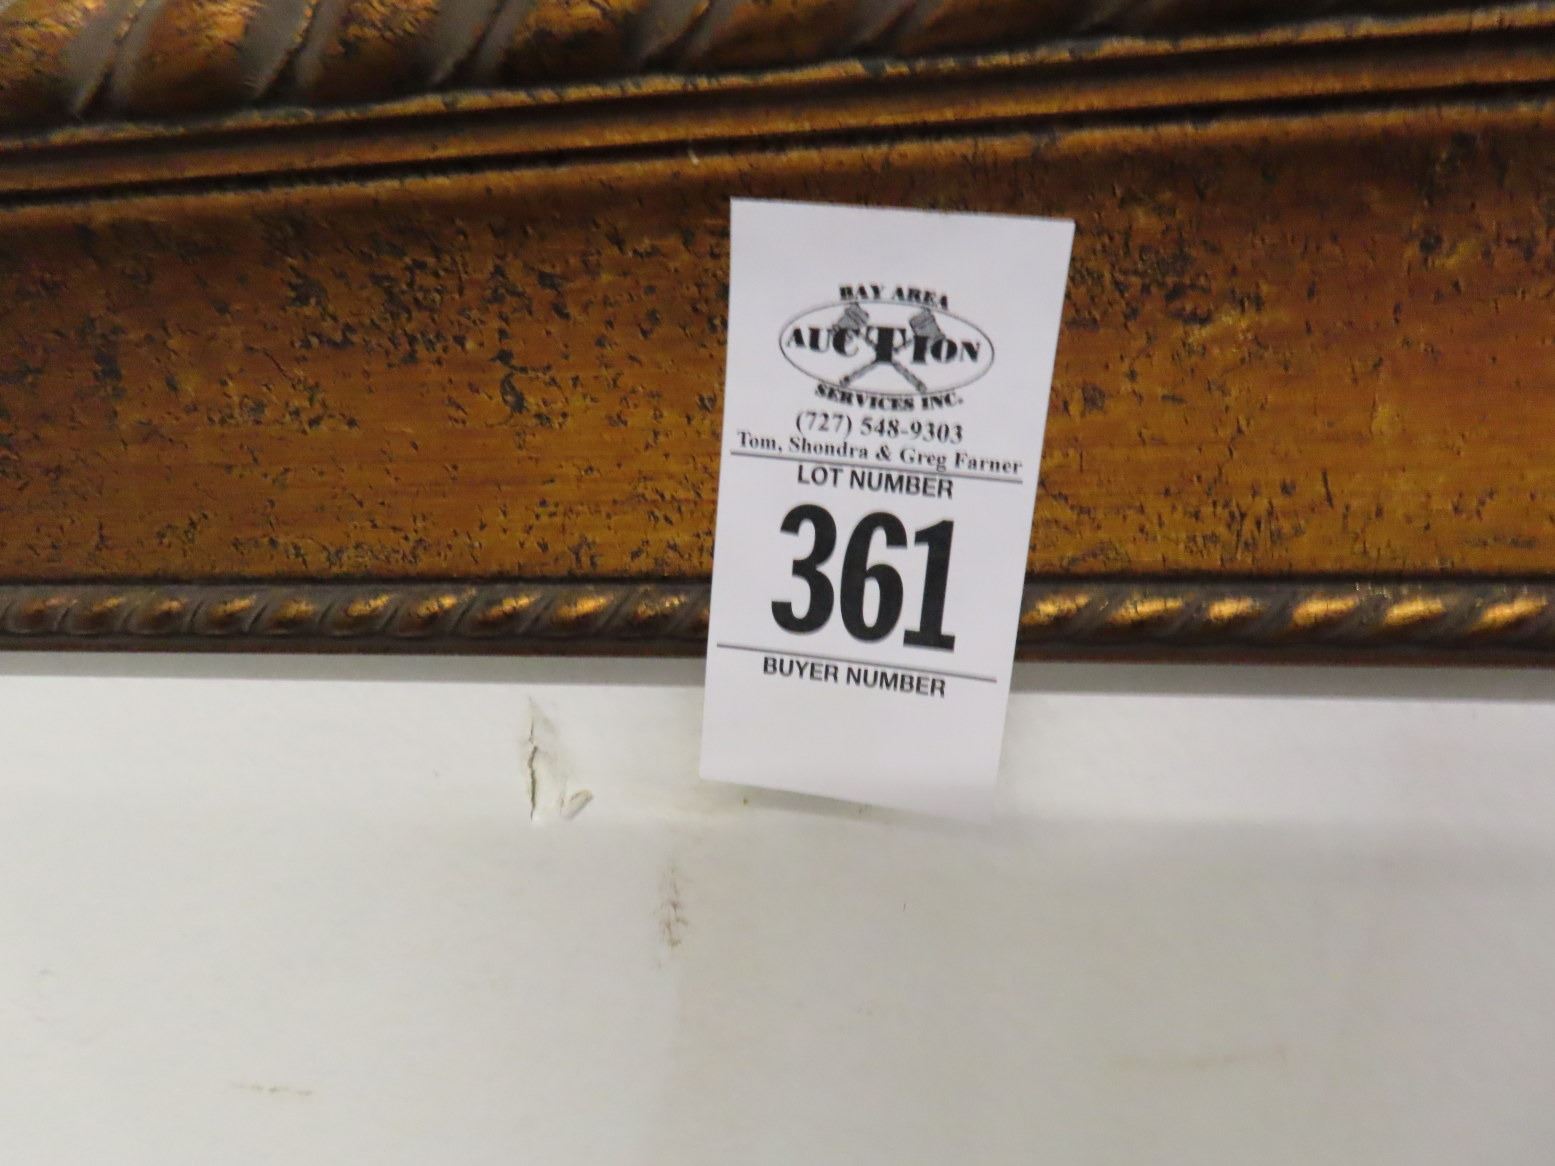 BAY AREA
AUCTION
SERVICES INC.
(727) 548-9303
Tom, Shondra & Greg Farner
LOT NUMBER
361
BUYER NUMBER